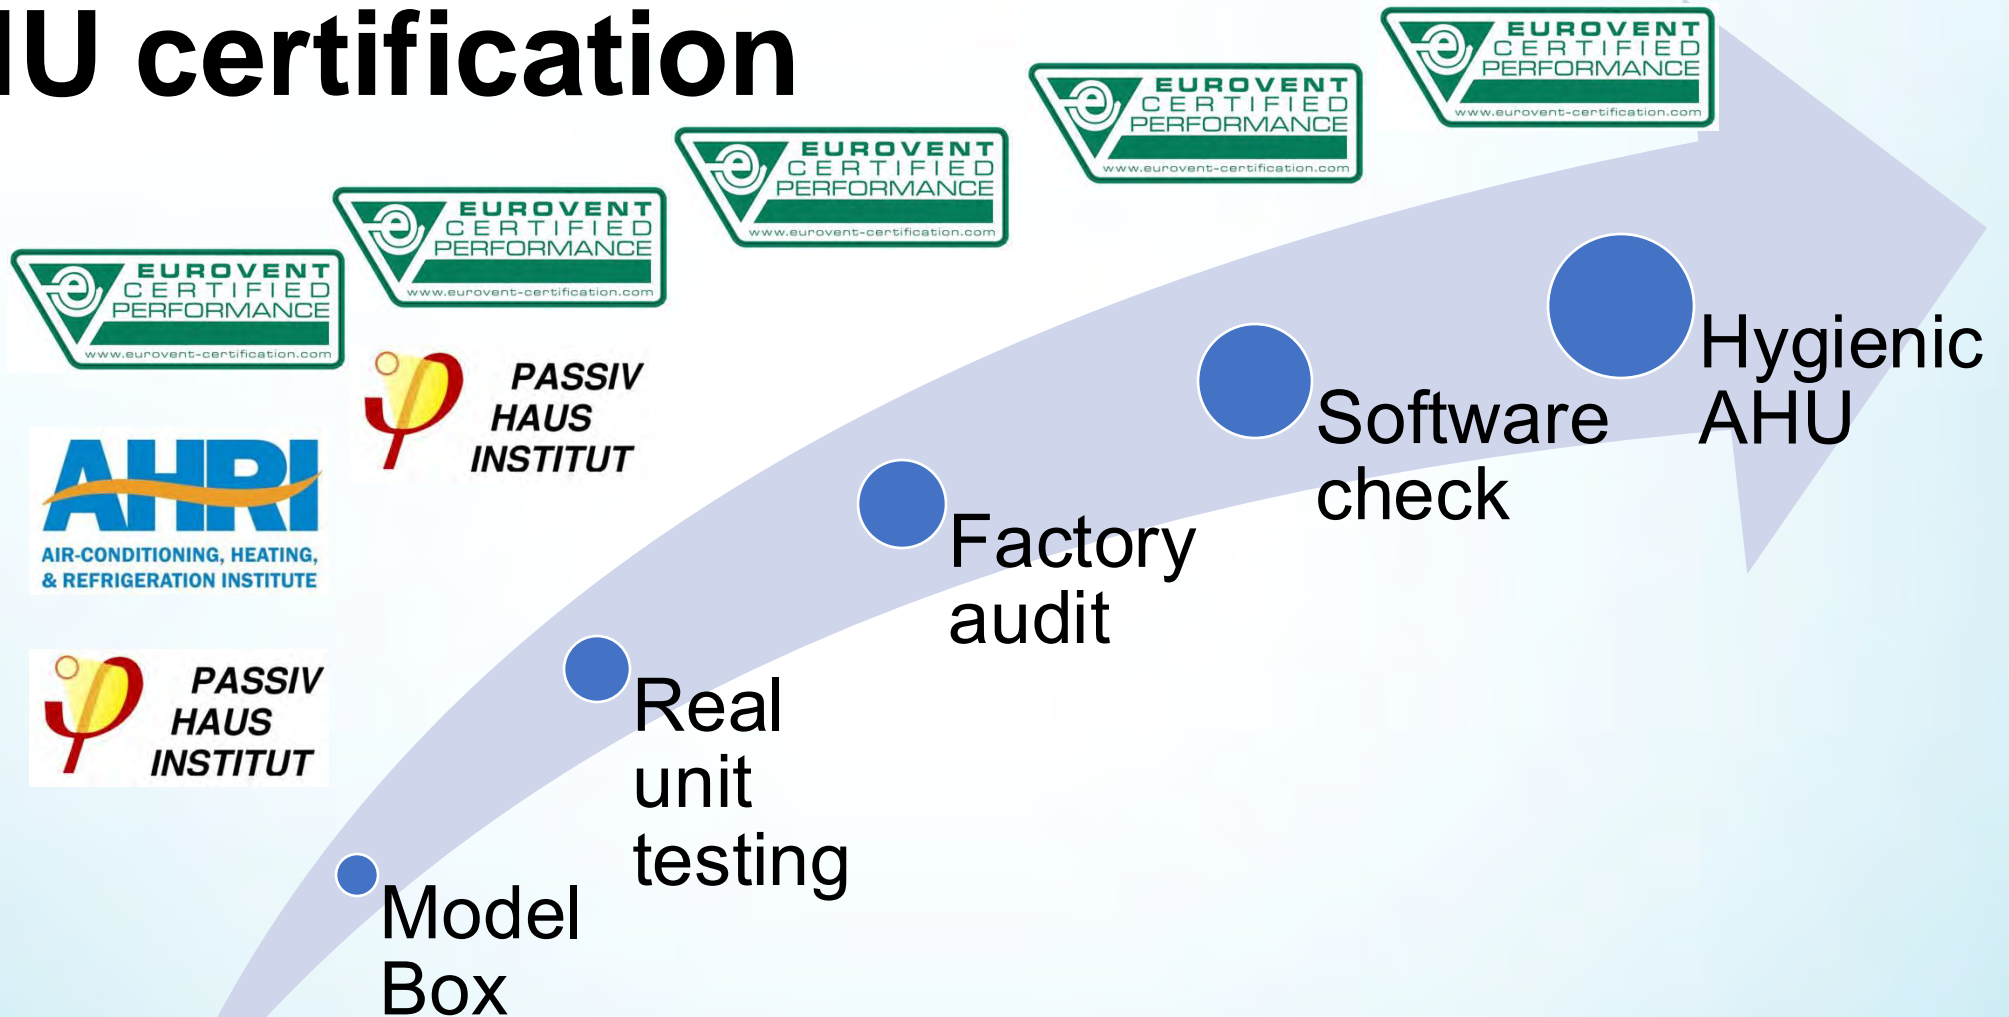 IU certification
EUROVENT
CERTIFIED
PERFORMANCE
www.eurovent-certification.com
EUROVENT
CERTIFIED
PERFORMANCE
www.eurovent-certification.com
EUROVENT
CERTIFIED
PERFORMANCE
www.eurovent-certification.com
EUROVENT
CERTIFIED
PERFORMANCE
www.eurovent-certification.com
EUROVENT
CERTIFIED
PERFORMANCE
www.eurovent-certification.com
PASSIV
HAUS
INSTITUT
AHRI
AIR-CONDITIONING, HEATING,
& REFRIGERATION INSTITUTE
PASSIV
HAUS
INSTITUT
Model
Box
Real
unit
testing
Factory
audit
Software
check
Hygienic
AHU